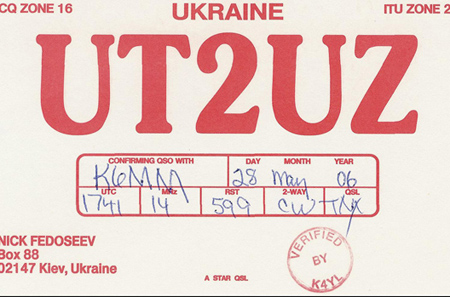 CQ ZONE 16 UKRAINE ITU ZONE 2
UT2UZ
CONFIRMING QSO WITH DAY MONTH YEAR
K6MM 28 May 06
UTC MHz RST 2-WAY QSL
1741 14 599 CW TNX
NICK FEDOSEEV
Box 88
02147 Kiev, Ukraine
A STAR QSL
VERIFIED
BY
K4YL